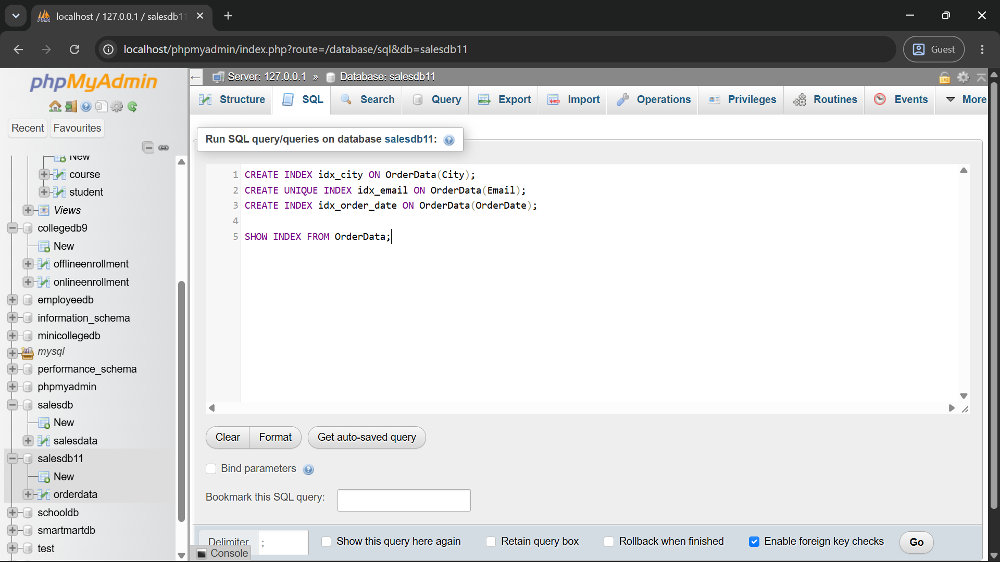 localhost / 127.0.0.1 / salesdb11
localhost/phpmyadmin/index.php?route=/database/sql&db=salesdb11
Guest
phpMyAdmin
Recent
Favourites
New
course
student
Views
collegedb9
New
offlineenrollment
onlineenrollment
employeedb
information_schema
minicollegedb
mysql
performance_schema
phpmyadmin
salesdb
New
salesdata
salesdb11
New
orderdata
schooldb
smartmartdb
test
Server: 127.0.0.1 » Database: salesdb11
Structure SQL Search Query Export Import Operations Privileges Routines Events More
Run SQL query/queries on database salesdb11:
1 CREATE INDEX idx_city ON OrderData(City);
2 CREATE UNIQUE INDEX idx_email ON OrderData(Email);
3 CREATE INDEX idx_order_date ON OrderData(OrderDate);
4
5 SHOW INDEX FROM OrderData;
Clear Format Get auto-saved query
Bind parameters
Bookmark this SQL query:
Delimiter ; Show this query here again Retain query box Rollback when finished Enable foreign key checks Go
Console